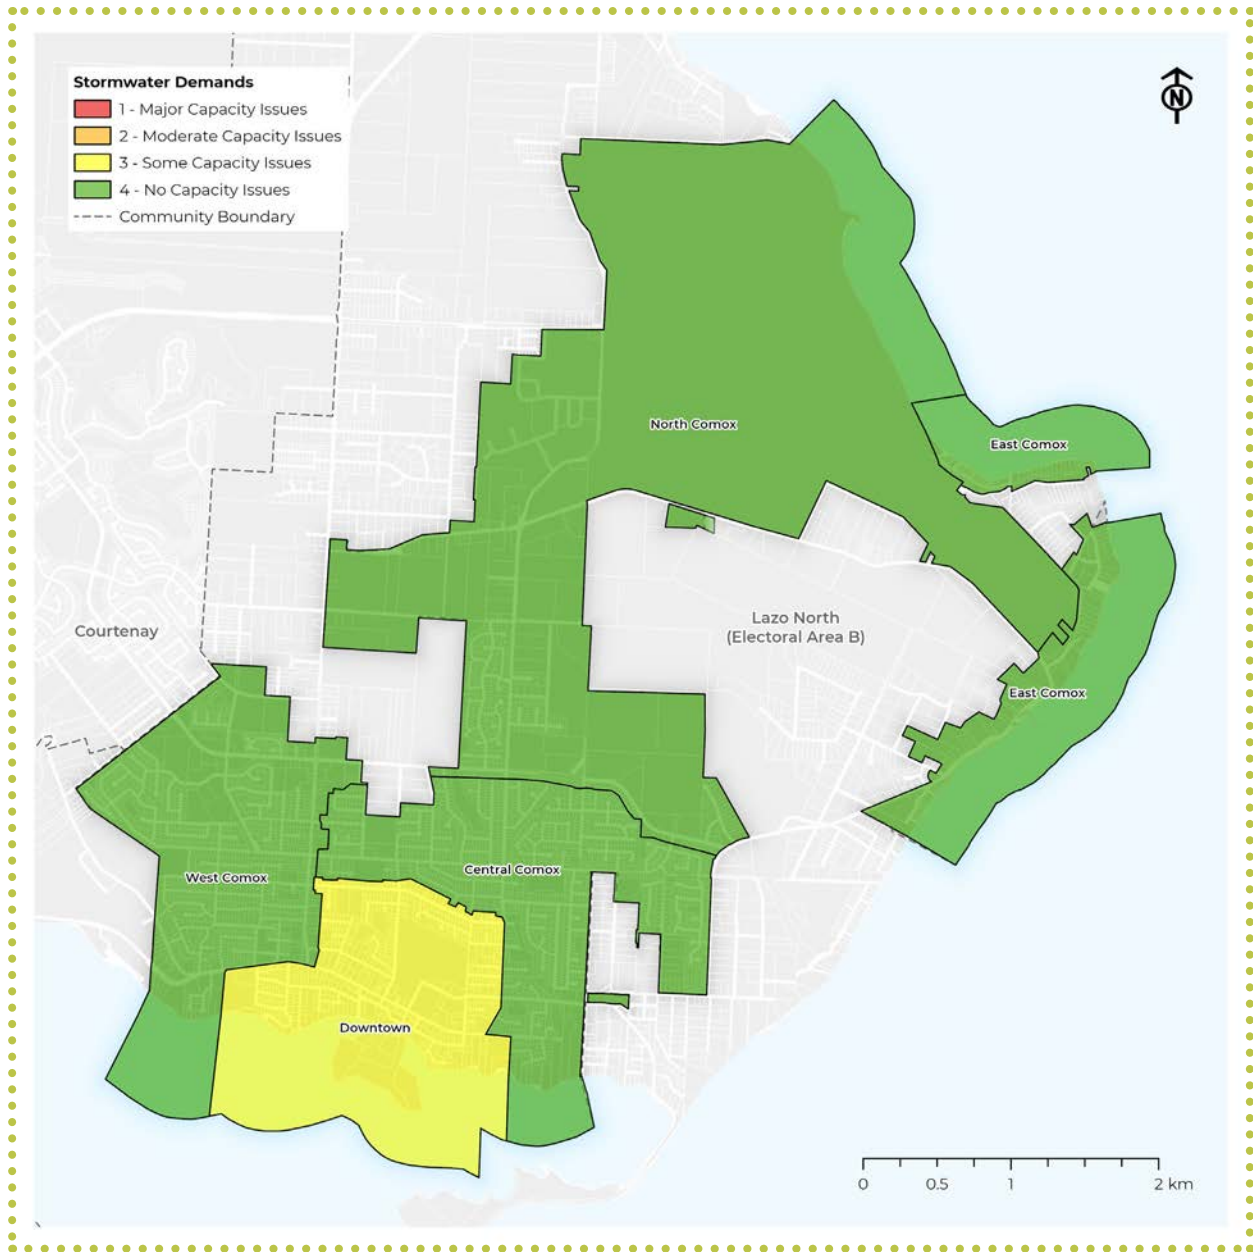 Stormwater Demands
1 - Major Capacity Issues
2 - Moderate Capacity Issues
3 - Some Capacity Issues
4 - No Capacity Issues
Community Boundary
N
North Comox
East Comox
Lazo North
(Electoral Area B)
Courtenay
East Comox
Central Comox
West Comox
Downtown
0 0.5 1 2 km